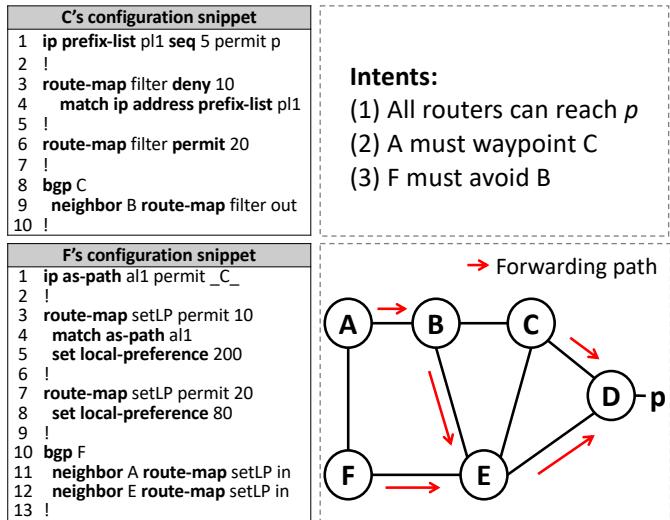 C's configuration snippet
1 ip prefix-list pl1 seq 5 permit p
2 !
3 route-map filter deny 10
4 match ip address prefix-list pl1
5 !
6 route-map filter permit 20
7 !
8 bgp C
9 neighbor B route-map filter out
10 !
Intents:
(1) All routers can reach p
(2) A must waypoint C
(3) F must avoid B
F's configuration snippet
1 ip as-path al1 permit _C_
2 !
3 route-map setLP permit 10
4 match as-path al1
5 set local-preference 200
6 !
7 route-map setLP permit 20
8 set local-preference 80
9 !
10 bgp F
11 neighbor A route-map setLP in
12 neighbor E route-map setLP in
13 !
Forwarding path
A B C
D p
F E